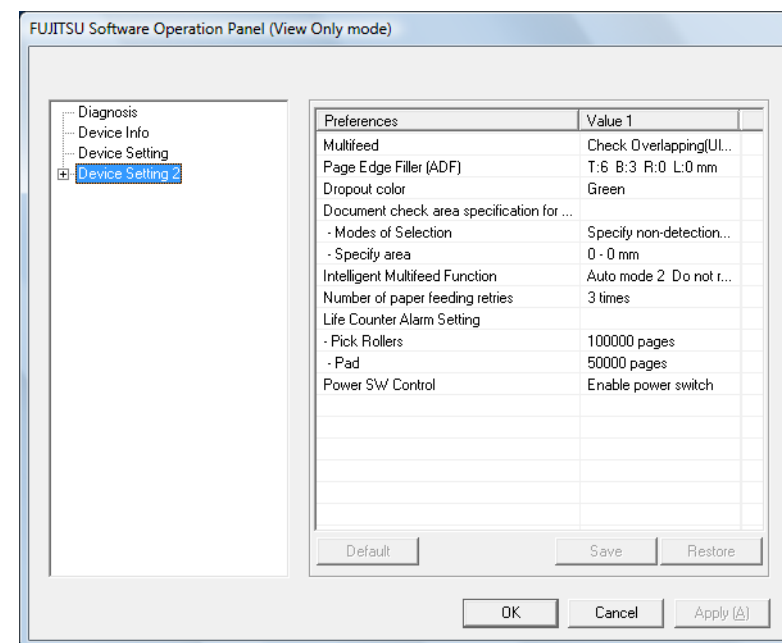 FUJITSU Software Operation Panel (View Only mode)
Diagnosis
Device Info
Device Setting
Device Setting 2
Preferences Value 1
Multifeed Check Overlapping(Ul...
Page Edge Filler (ADF) T:6 B:3 R:0 L:0 mm
Dropout color Green
Document check area specification for ...
- Modes of Selection Specify non-detection...
- Specify area 0 - 0 mm
Intelligent Multifeed Function Auto mode 2 Do not r...
Number of paper feeding retries 3 times
Life Counter Alarm Setting
- Pick Rollers 100000 pages
- Pad 50000 pages
Power SW Control Enable power switch
Default Save Restore
OK Cancel Apply (A)